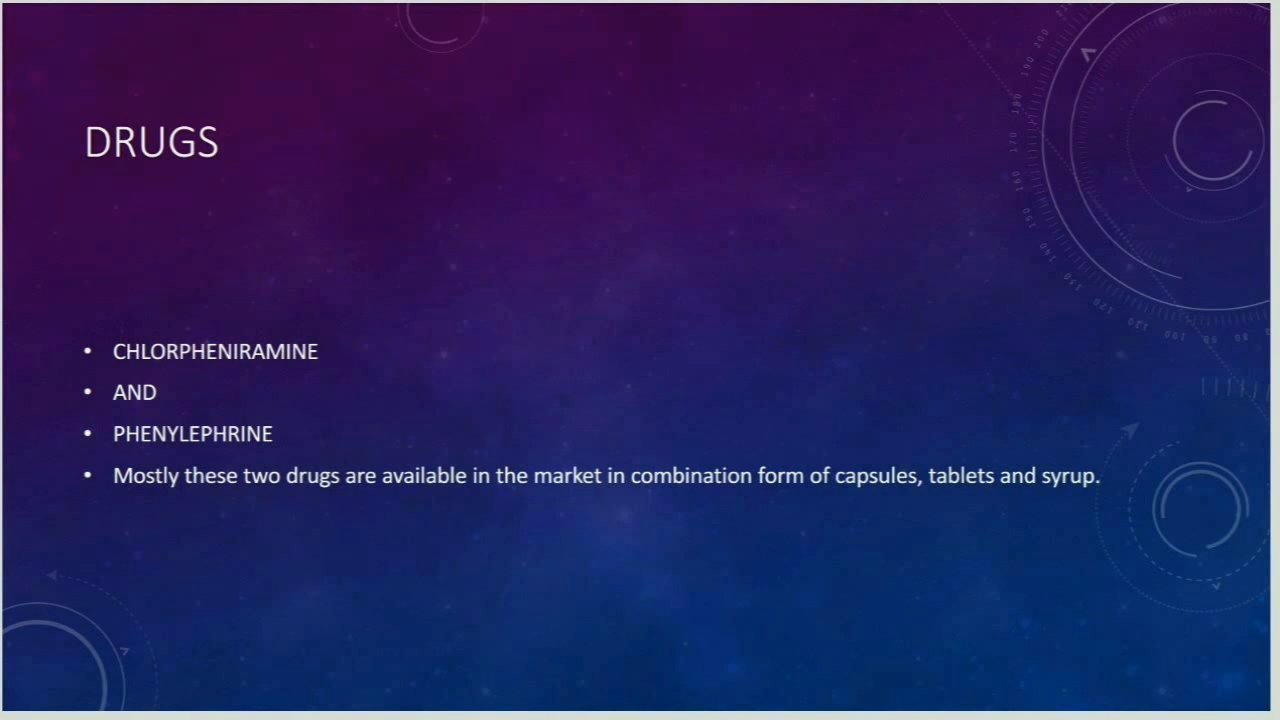 DRUGS
• CHLORPHENIRAMINE
• AND
• PHENYLEPHRINE
• Mostly these two drugs are available in the market in combination form of capsules, tablets and syrup.